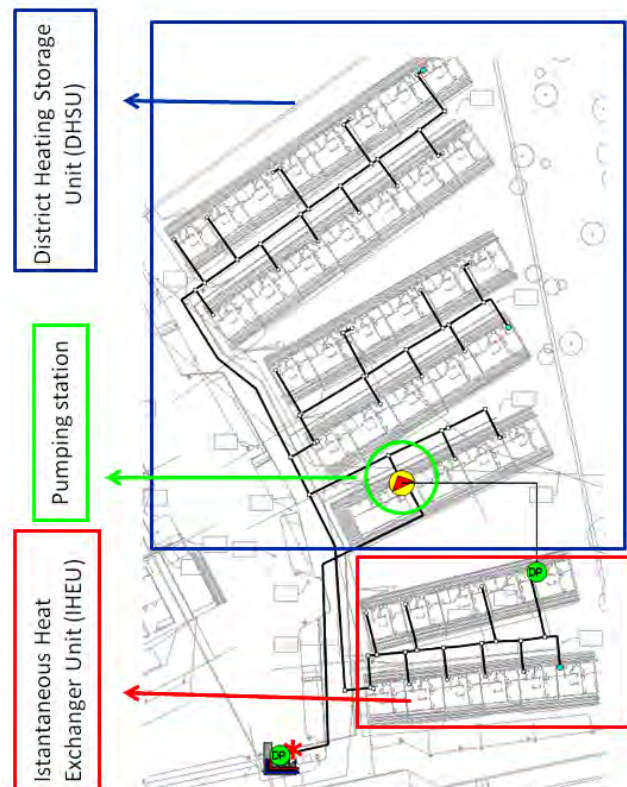 District Heating Storage
Unit (DHSU)
Pumping station
Istantaneous Heat
Exchanger Unit (IHEU)
DP
DP